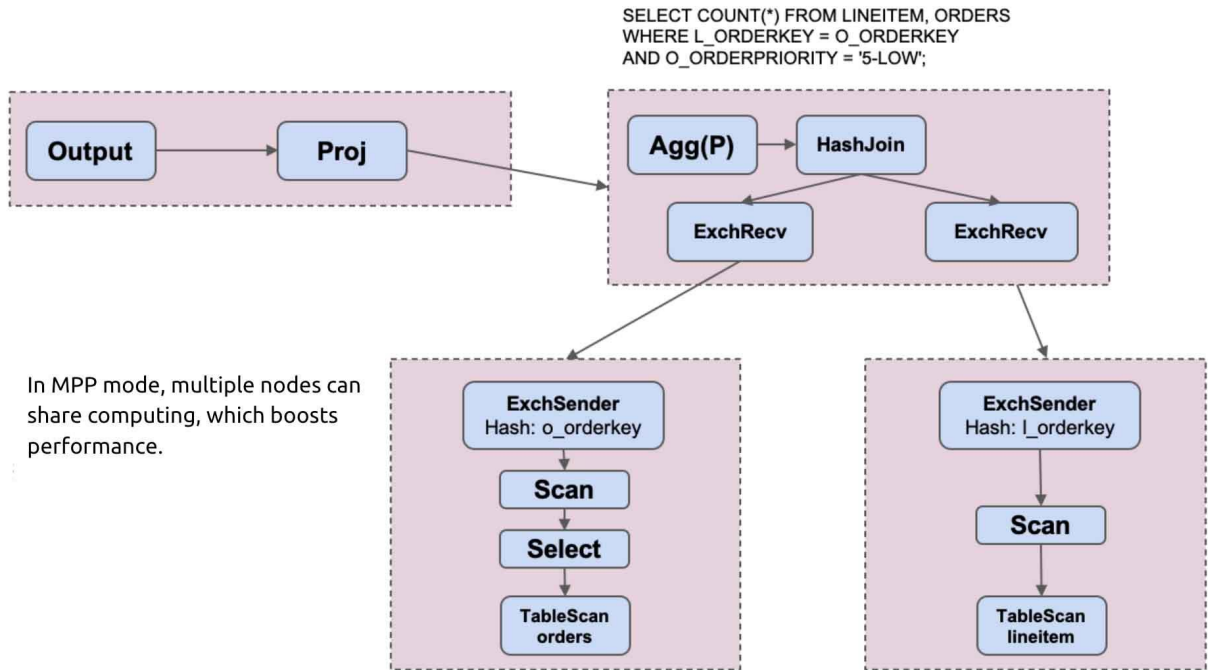 SELECT COUNT(*) FROM LINEITEM, ORDERS
WHERE L_ORDERKEY = O_ORDERKEY
AND O_ORDERPRIORITY = '5-LOW';
Output
Proj
Agg(P)
HashJoin
ExchRecv
ExchRecv
In MPP mode, multiple nodes can
share computing, which boosts
performance.
ExchSender
Hash: o_orderkey
Scan
Select
TableScan
orders
ExchSender
Hash: l_orderkey
Scan
TableScan
lineitem